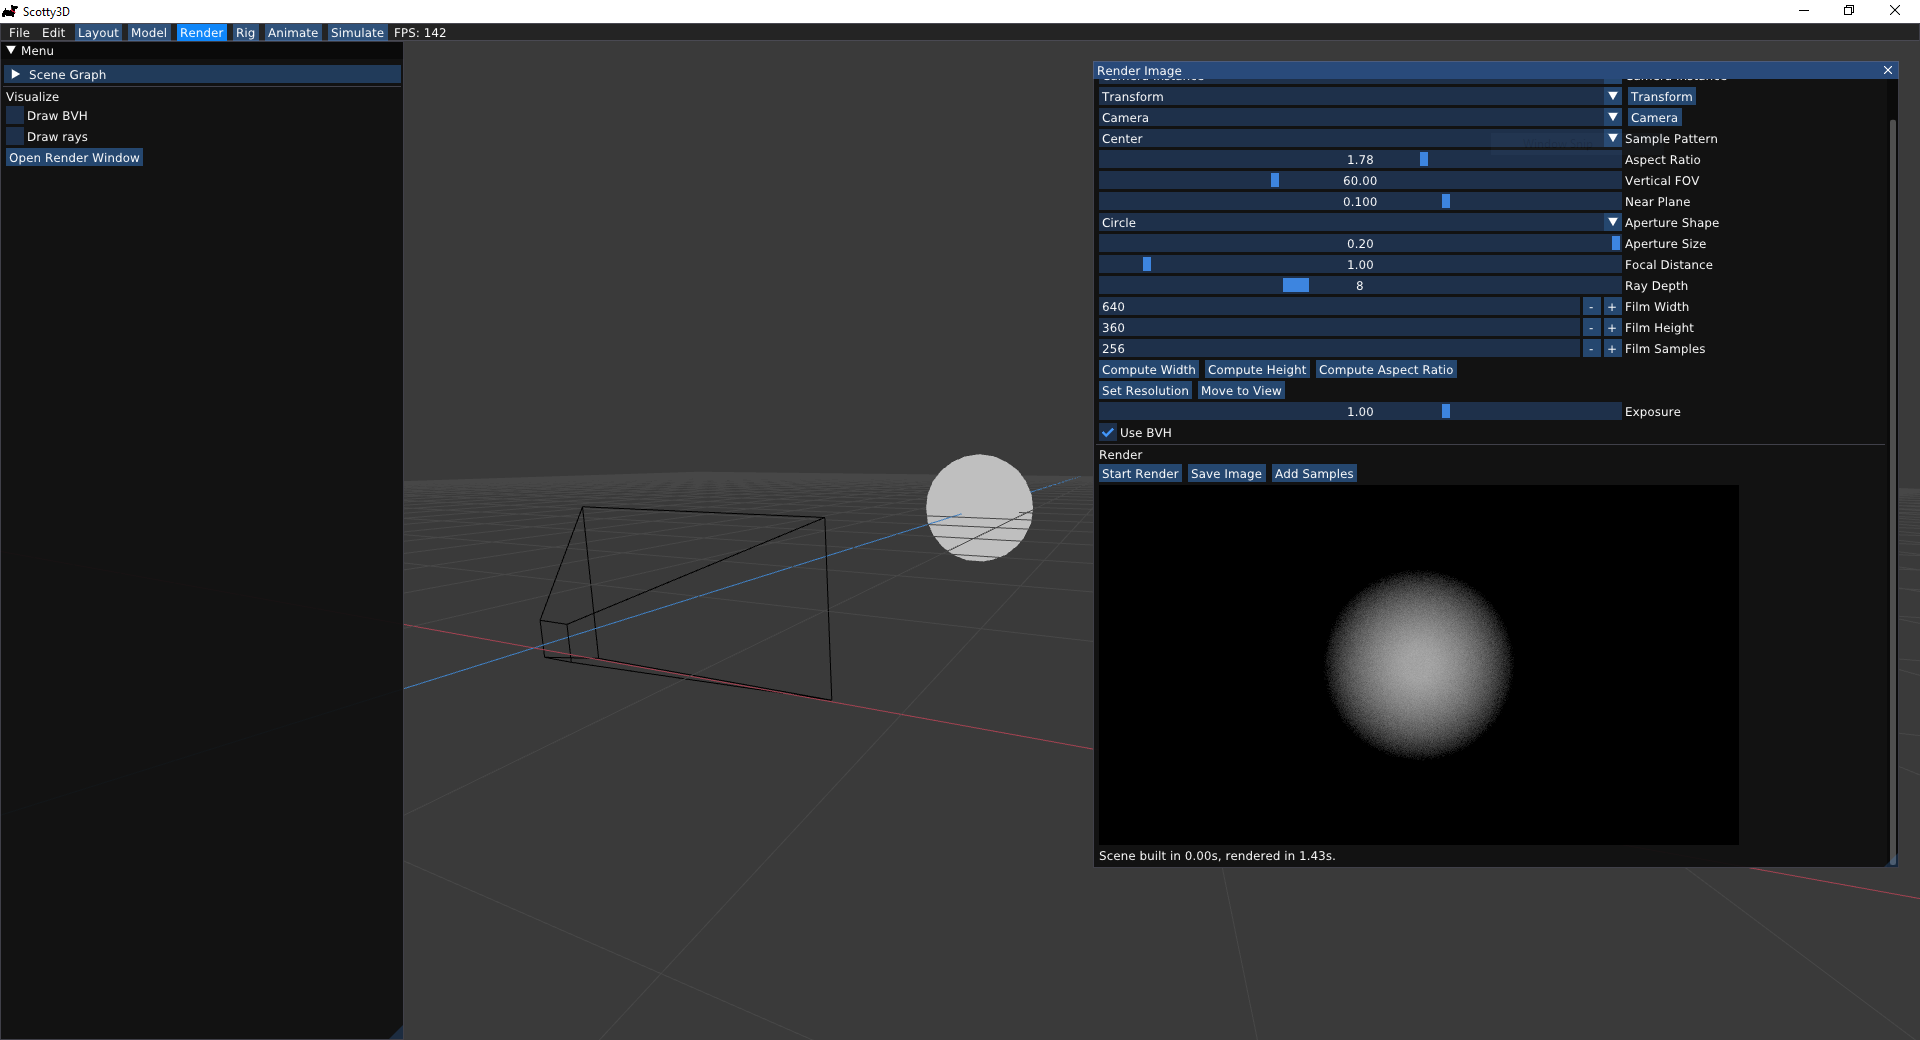 Scotty3D
File Edit Layout Model Render Rig Animate Simulate FPS: 142
Menu
Scene Graph
Visualize
Draw BVH
Draw rays
Open Render Window
Render Image
Camera Instance Camera Instance
Transform Transform
Camera Camera
Center Sample Pattern
1.78 Aspect Ratio
60.00 Vertical FOV
0.100 Near Plane
Circle Aperture Shape
0.20 Aperture Size
1.00 Focal Distance
8 Ray Depth
640 - + Film Width
360 - + Film Height
256 - + Film Samples
Compute Width Compute Height Compute Aspect Ratio
Set Resolution Move to View
1.00 Exposure
Use BVH
Render
Start Render Save Image Add Samples
Scene built in 0.00s, rendered in 1.43s.